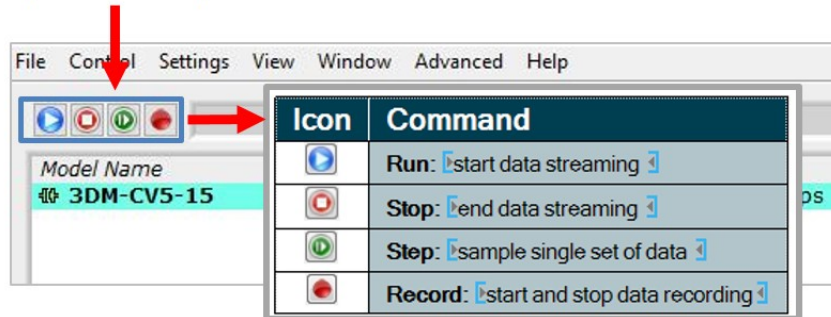 File Control Settings View Window Advanced Help
Icon Command
Model Name
3DM-CV5-15
Run: start data streaming
Stop: end data streaming
Step: sample single set of data
Record: start and stop data recording